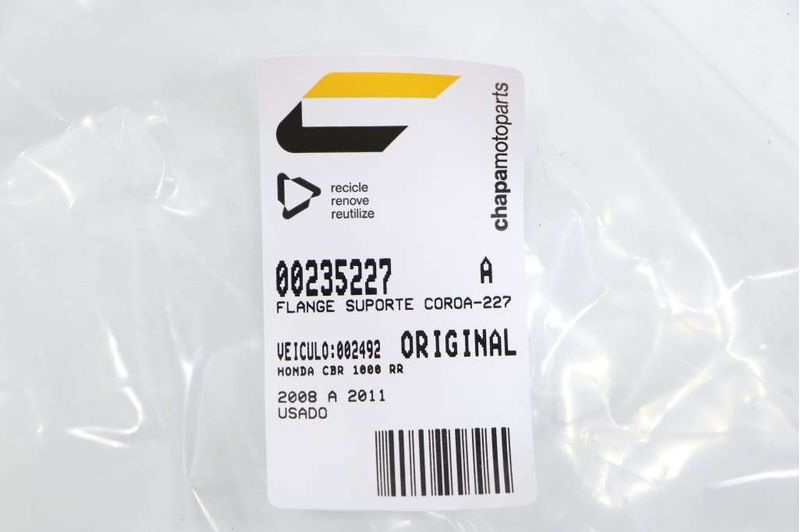 chapamotoparts
recicle
renove
reutilize
00235227 A
FLANGE SUPORTE COROA-227
VEICULO:002492 ORIGINAL
HONDA CBR 1000 RR
2008 A 2011
USADO